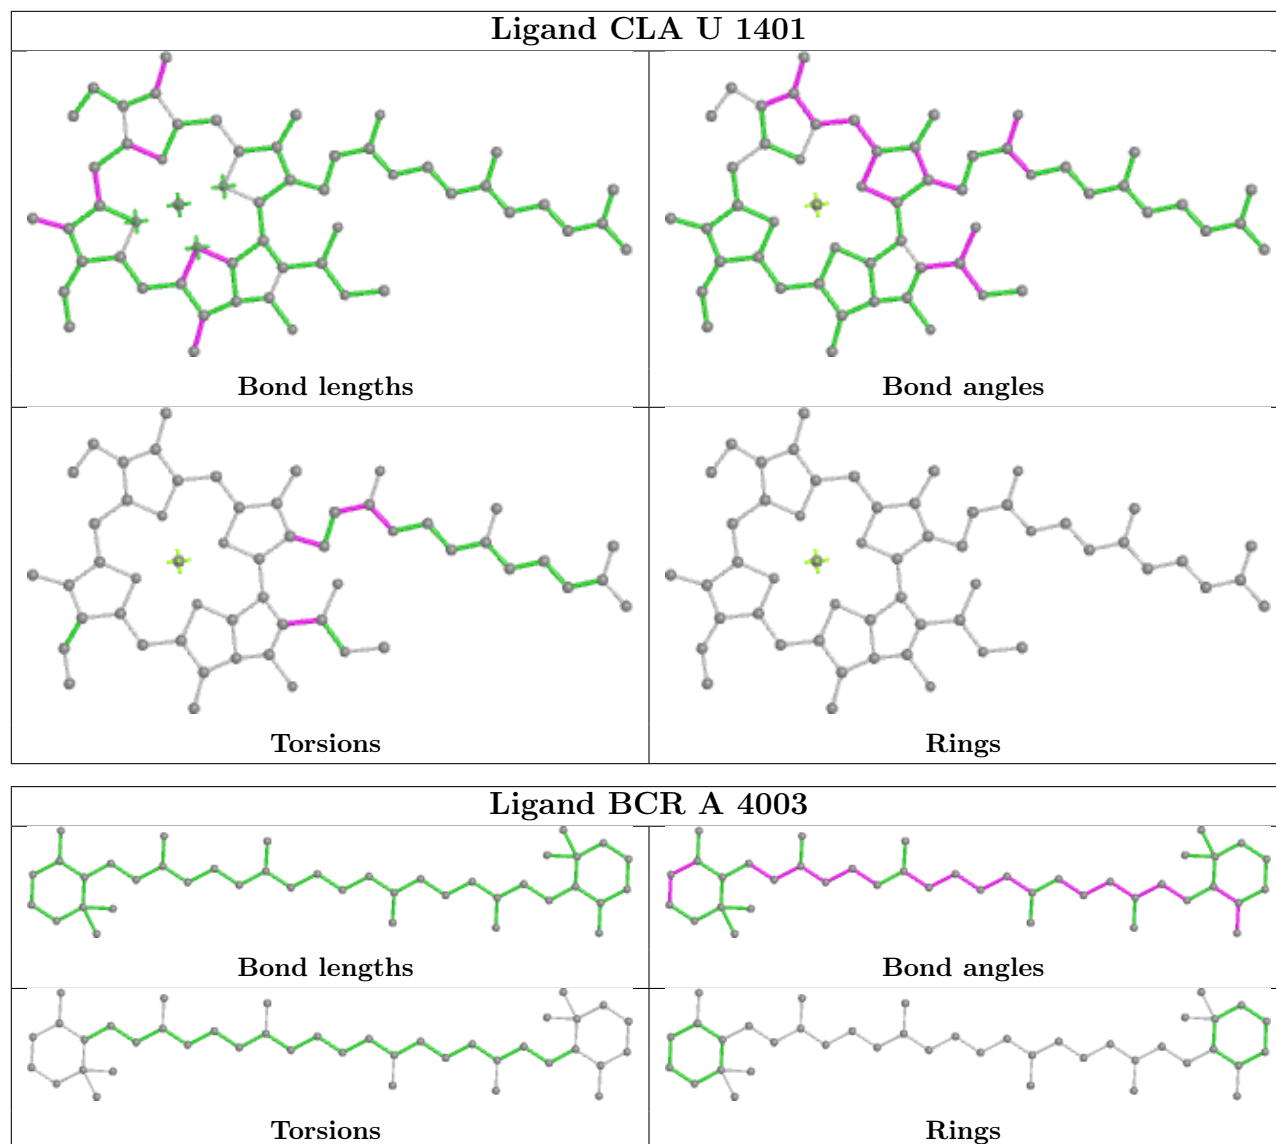 Ligand CLA U 1401
Bond lengths
Bond angles
Torsions
Rings
Ligand BCR A 4003
Bond lengths
Bond angles
Torsions
Rings